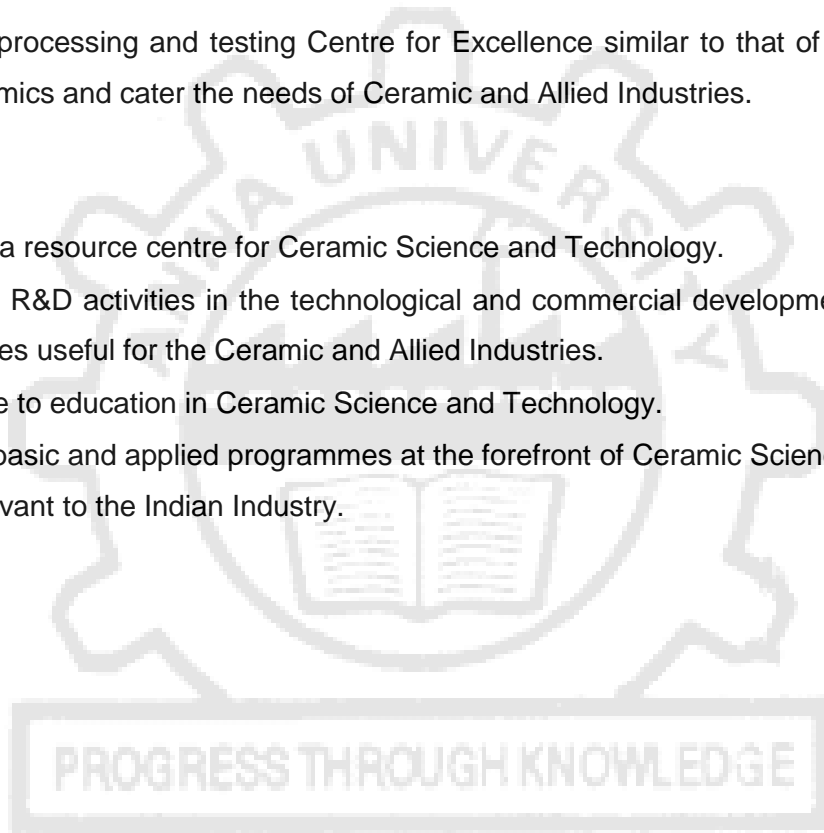 processing and testing Centre for Excellence similar to that of
mics and cater the needs of Ceramic and Allied Industries.
a resource centre for Ceramic Science and Technology.
R&D activities in the technological and commercial developme
es useful for the Ceramic and Allied Industries.
e to education in Ceramic Science and Technology.
basic and applied programmes at the forefront of Ceramic Scien
vant to the Indian Industry.
ANNA UNIVERSITY
PROGRESS THROUGH KNOWLEDGE